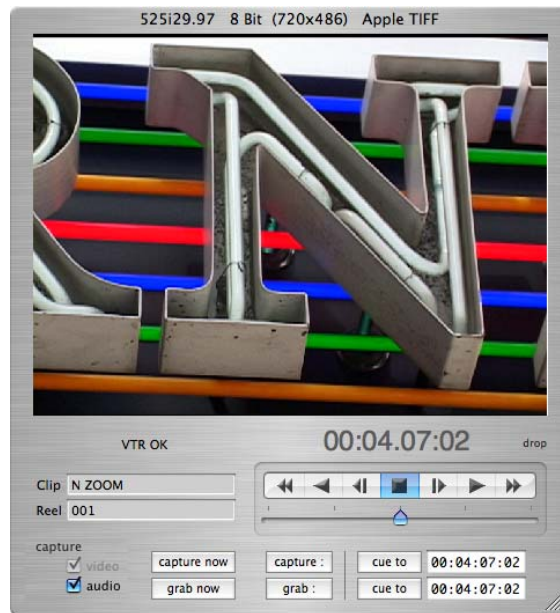 525i29.97 8 Bit (720x486) Apple TIFF
N
VTR OK
00:04.07:02
drop
Clip N ZOOM
Reel 001
capture
video
audio
capture now
capture :
cue to
00:04:07:02
grab now
grab :
cue to
00:04:07:02